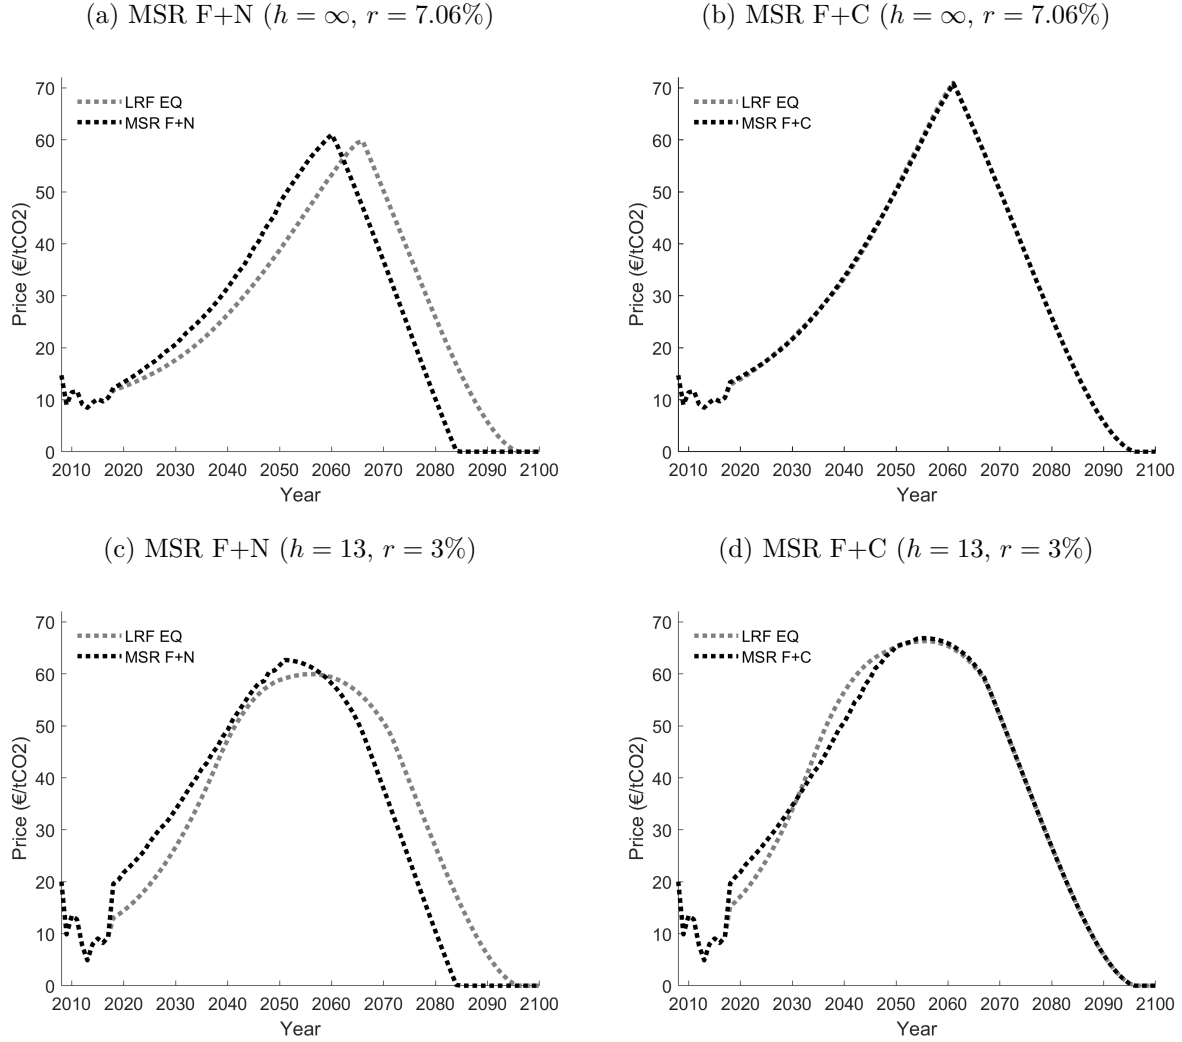 (a) MSR F+N (h = ∞, r = 7.06%)
70
60
50
40
30
20
10
0
Price (€/tCO2)
LRF EQ
MSR F+N
2010 2020 2030 2040 2050 2060 2070 2080 2090 2100
Year
(b) MSR F+C (h = ∞, r = 7.06%)
70
60
50
40
30
20
10
0
Price (€/tCO2)
LRF EQ
MSR F+C
2010 2020 2030 2040 2050 2060 2070 2080 2090 2100
Year
(c) MSR F+N (h = 13, r = 3%)
70
60
50
40
30
20
10
0
Price (€/tCO2)
LRF EQ
MSR F+N
2010 2020 2030 2040 2050 2060 2070 2080 2090 2100
Year
(d) MSR F+C (h = 13, r = 3%)
70
60
50
40
30
20
10
0
Price (€/tCO2)
LRF EQ
MSR F+C
2010 2020 2030 2040 2050 2060 2070 2080 2090 2100
Year